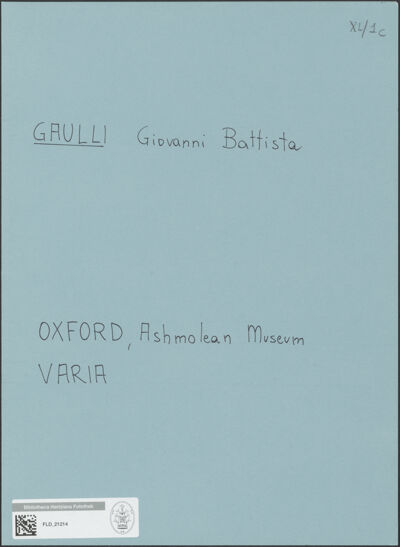 XL/1c
GAULLI Giovanni Battista
OXFORD, Ashmolean Museum
VARIA
Bibliotheca Hertziana Fotothek
FLD_21214